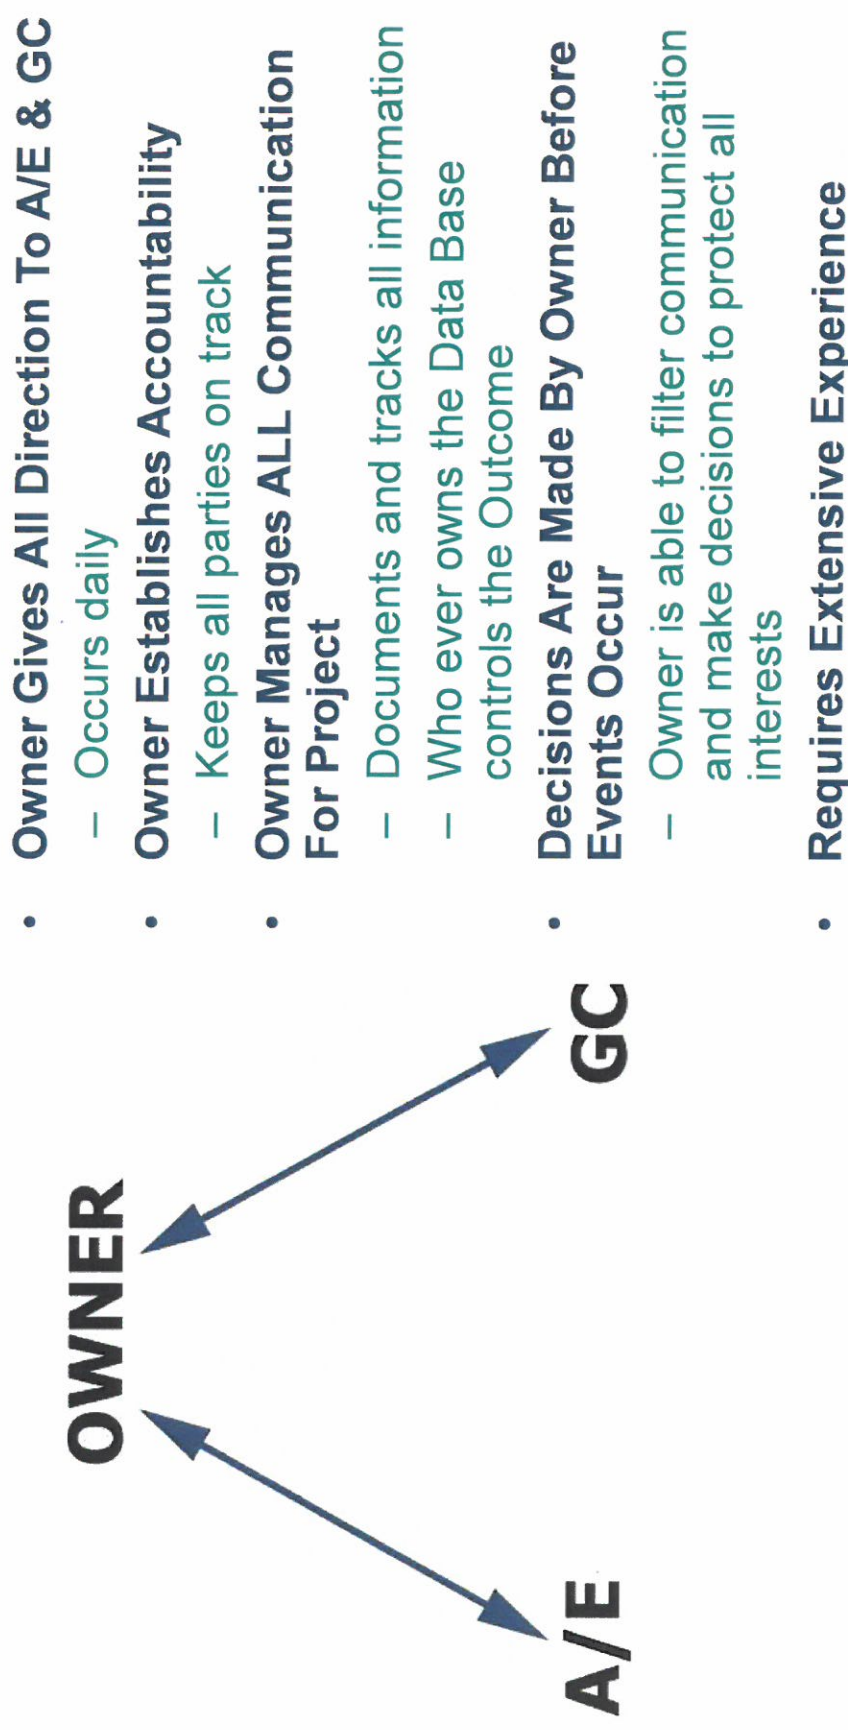 OWNER
A/E
GC
• Owner Gives All Direction To A/E & GC
– Occurs daily
• Owner Establishes Accountability
– Keeps all parties on track
• Owner Manages ALL Communication
For Project
– Documents and tracks all information
– Who ever owns the Data Base
controls the Outcome
• Decisions Are Made By Owner Before
Events Occur
– Owner is able to filter communication
and make decisions to protect all
interests
• Requires Extensive Experience